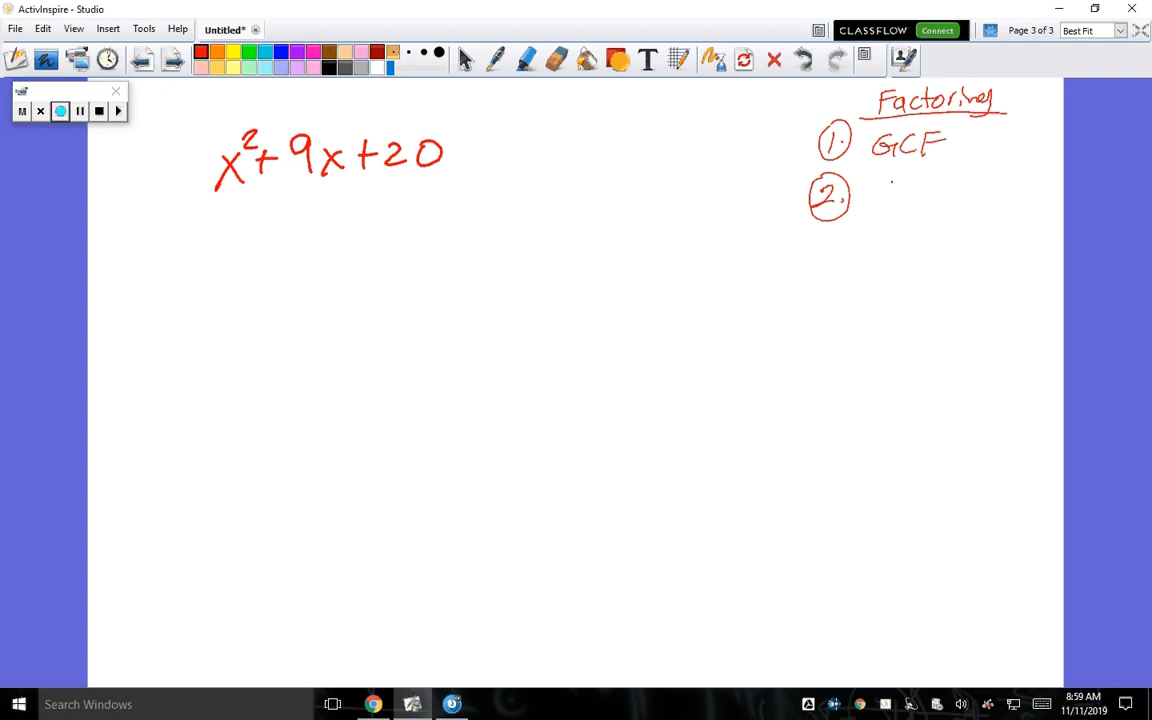 ActivInspire - Studio
File Edit View Insert Tools Help Untitled*
CLASSFLOW Connect Page 3 of 3 Best Fit
M
Factoring
x²+9x+20
1. GCF
2.
Search Windows
8:59 AM
11/11/2019